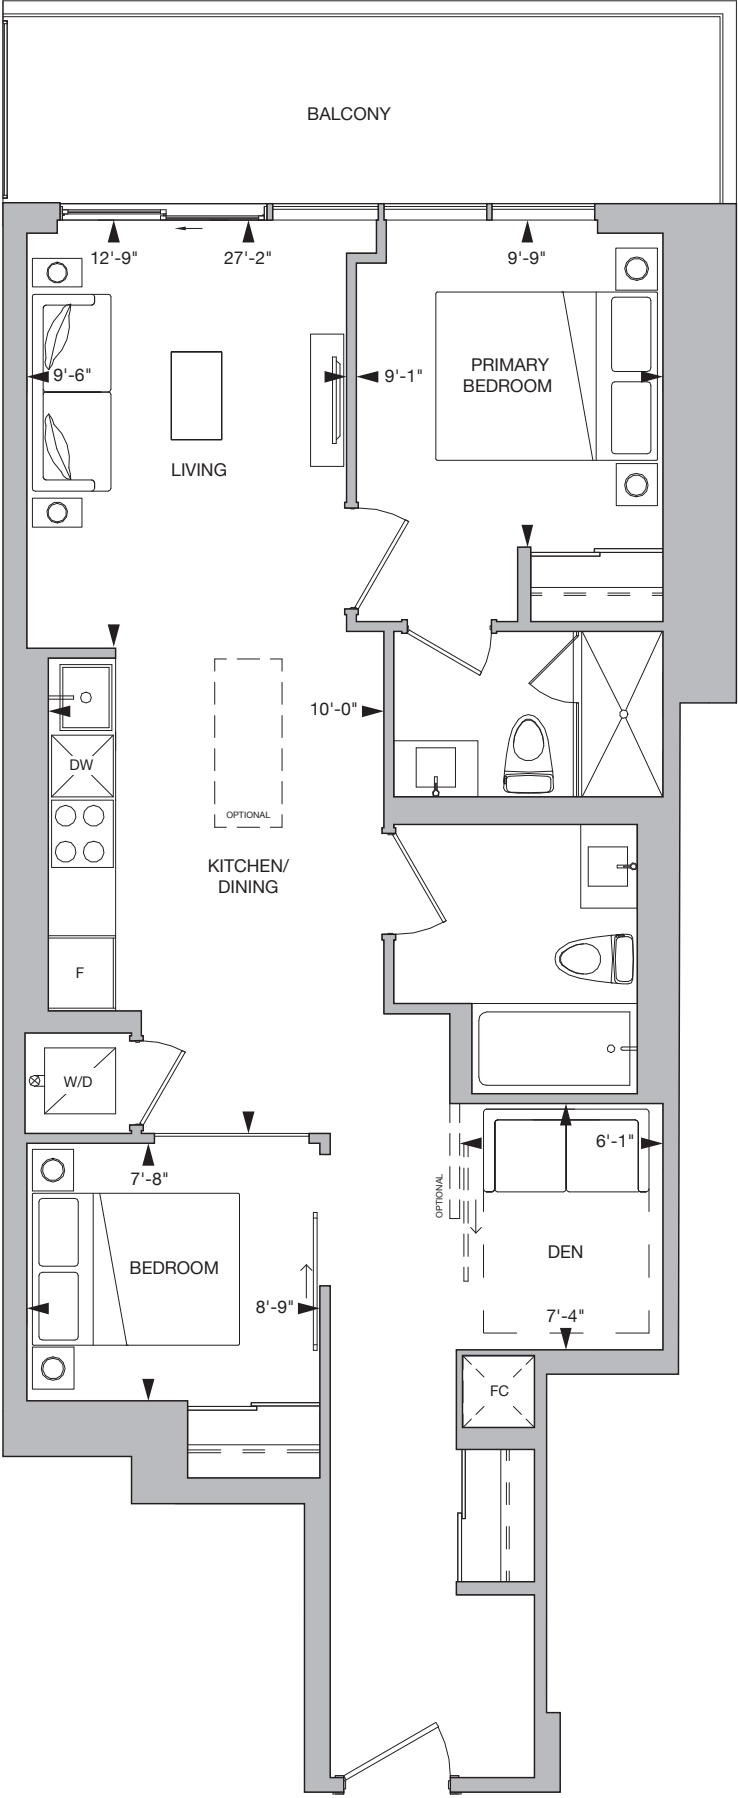 BALCONY
12'-9"
27'-2"
9'-9"
9'-6"
9'-1"
PRIMARY
BEDROOM
LIVING
10'-0"
DW
OPTIONAL
KITCHEN/
DINING
F
W/D
7'-8"
6'-1"
OPTIONAL
BEDROOM
DEN
8'-9"
7'-4"
FC